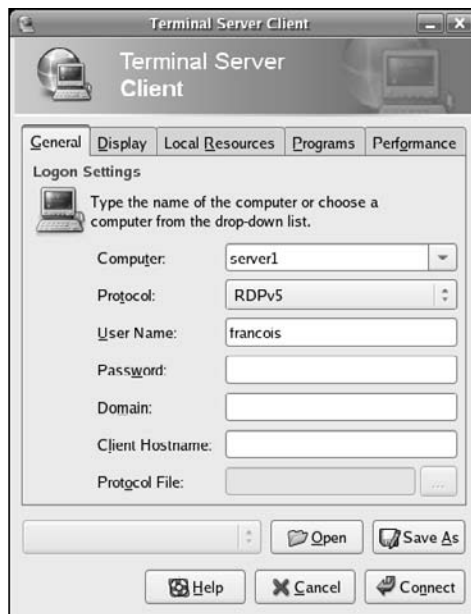 Terminal Server Client
Terminal Server
Client
General Display Local Resources Programs Performance
Logon Settings
Type the name of the computer or choose a
computer from the drop-down list.
Computer: server1
Protocol: RDPv5
User Name: francois
Password:
Domain:
Client Hostname:
Protocol File: ...
Open Save As
Help Cancel Connect